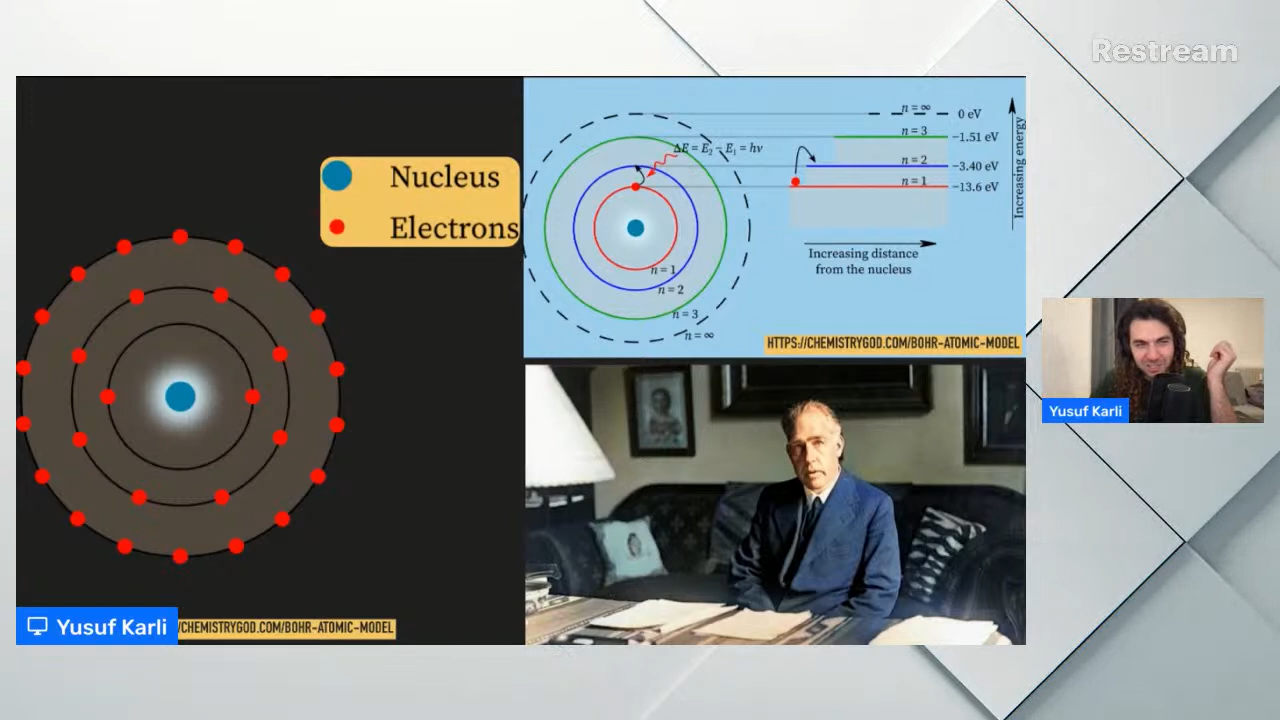 Restream
Nucleus
Electrons
ΔE = E₂ − E₁ = hν
n = 1
n = 2
n = 3
n = ∞
n = ∞
0 eV
n = 3
−1.51 eV
n = 2
−3.40 eV
n = 1
−13.6 eV
Increasing energy
Increasing distance
from the nucleus
HTTPS://CHEMISTRYGOD.COM/BOHR-ATOMIC-MODEL
Yusuf Karli
Yusuf Karli
/CHEMISTRYGOD.COM/BOHR-ATOMIC-MODEL